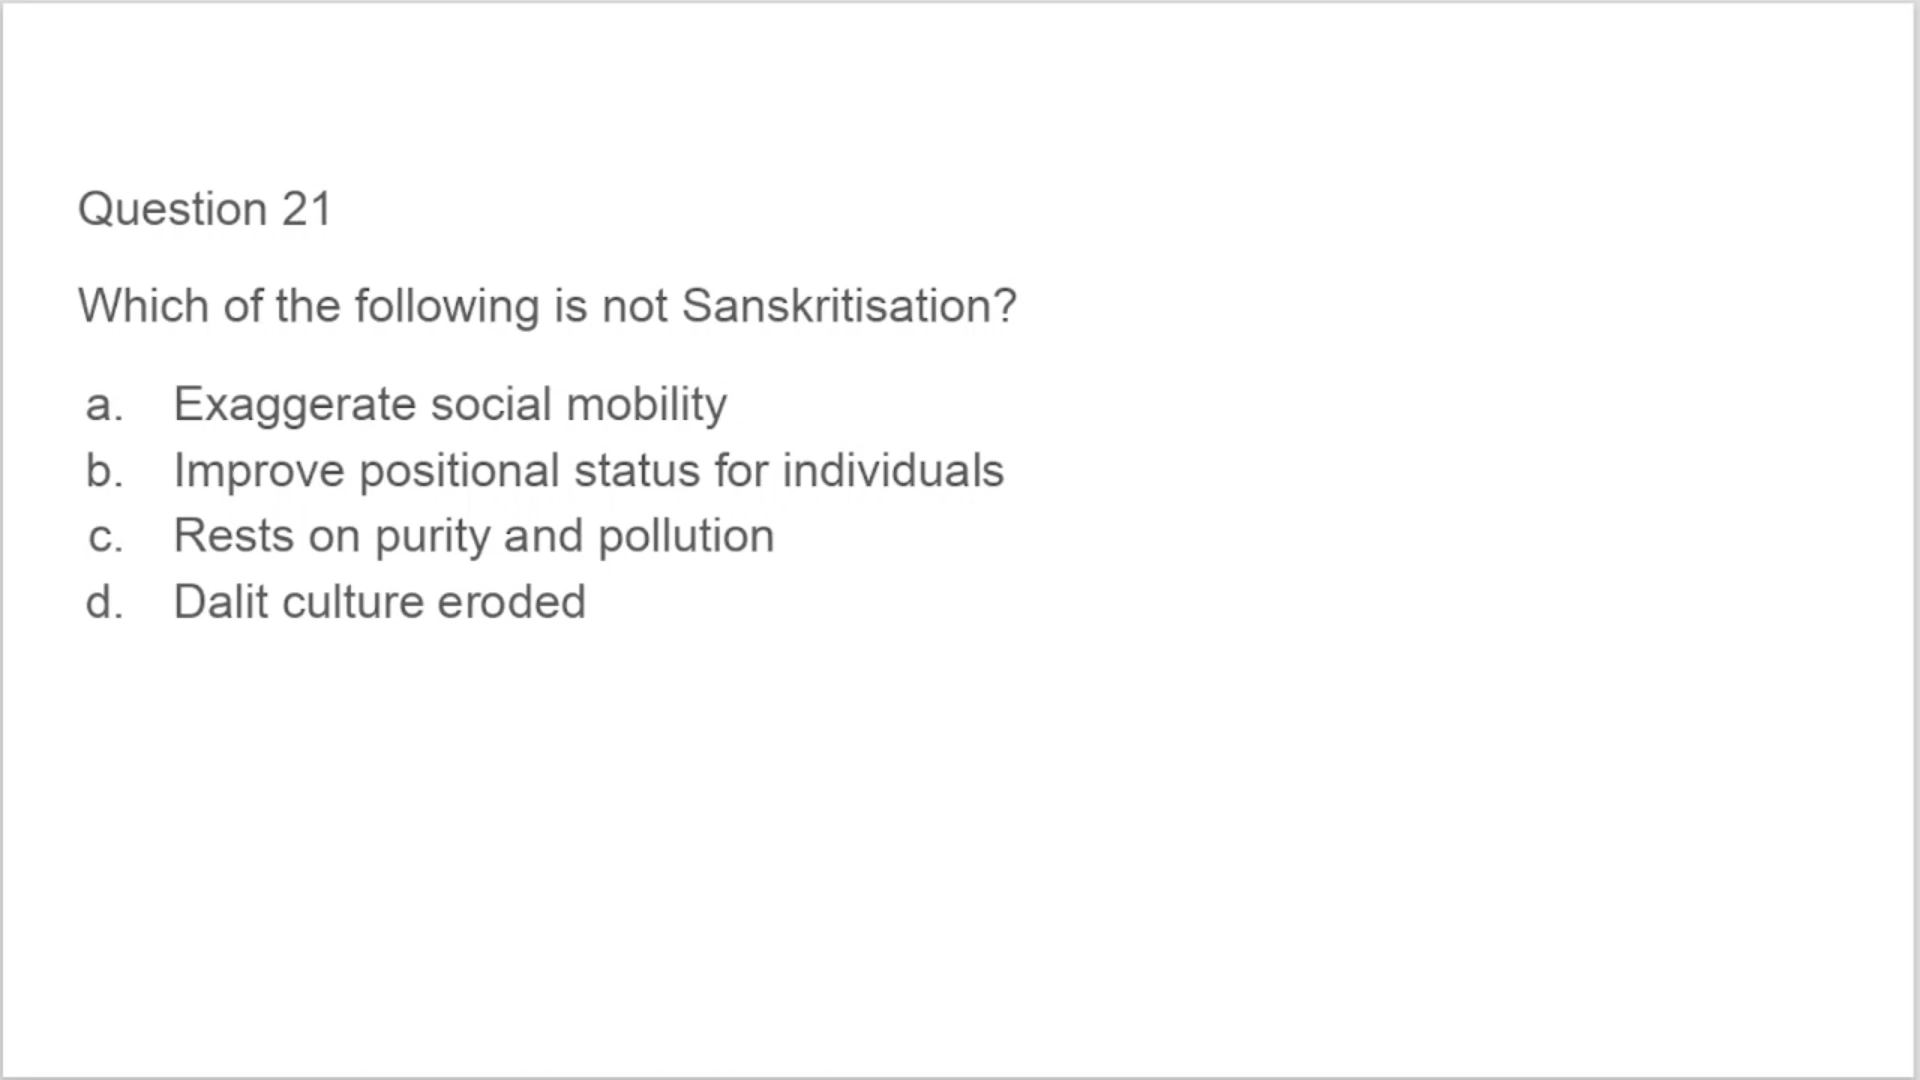 Question 21
Which of the following is not Sanskritisation?
a. Exaggerate social mobility
b. Improve positional status for individuals
c. Rests on purity and pollution
d. Dalit culture eroded